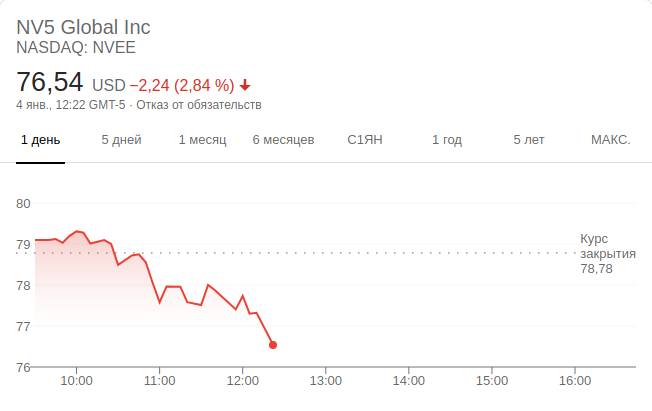 NV5 Global Inc
NASDAQ: NVEE
76,54 USD −2,24 (2,84 %)
4 янв., 12:22 GMT-5 · Отказ от обязательств
1 день 5 дней 1 месяц 6 месяцев С1ЯН 1 год 5 лет МАКС.
80
79
Курс
закрытия
78,78
78
77
76
10:00 11:00 12:00 13:00 14:00 15:00 16:00